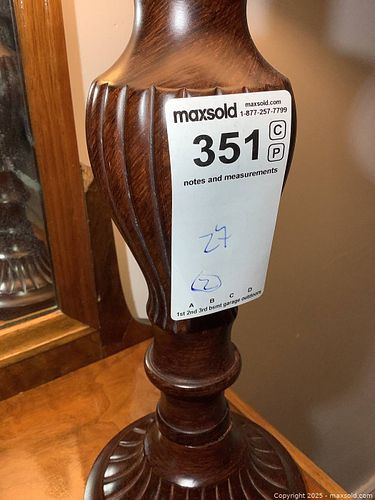 maxsold maxsold.com
1-877-257-7799
351 C
P
notes and measurements
27
2
A B C D
1st 2nd 3rd bsmt garage outdoors
Copyright 2025 - maxsold.com